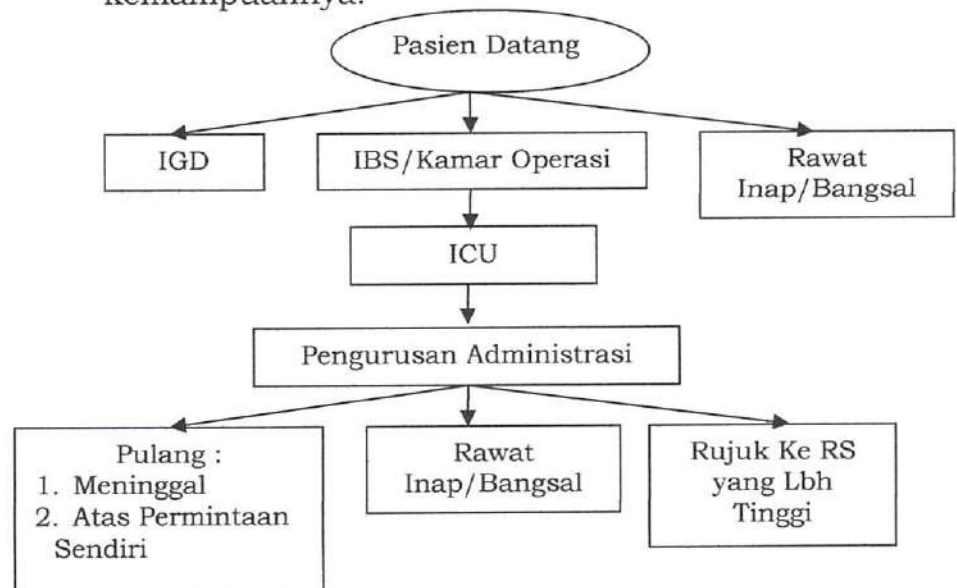 kemampuannya.
Pasien Datang
IGD
IBS/Kamar Operasi
Rawat
Inap/Bangsal
ICU
Pengurusan Administrasi
Pulang :
1. Meninggal
2. Atas Permintaan
Sendiri
Rawat
Inap/Bangsal
Rujuk Ke RS
yang Lbh
Tinggi